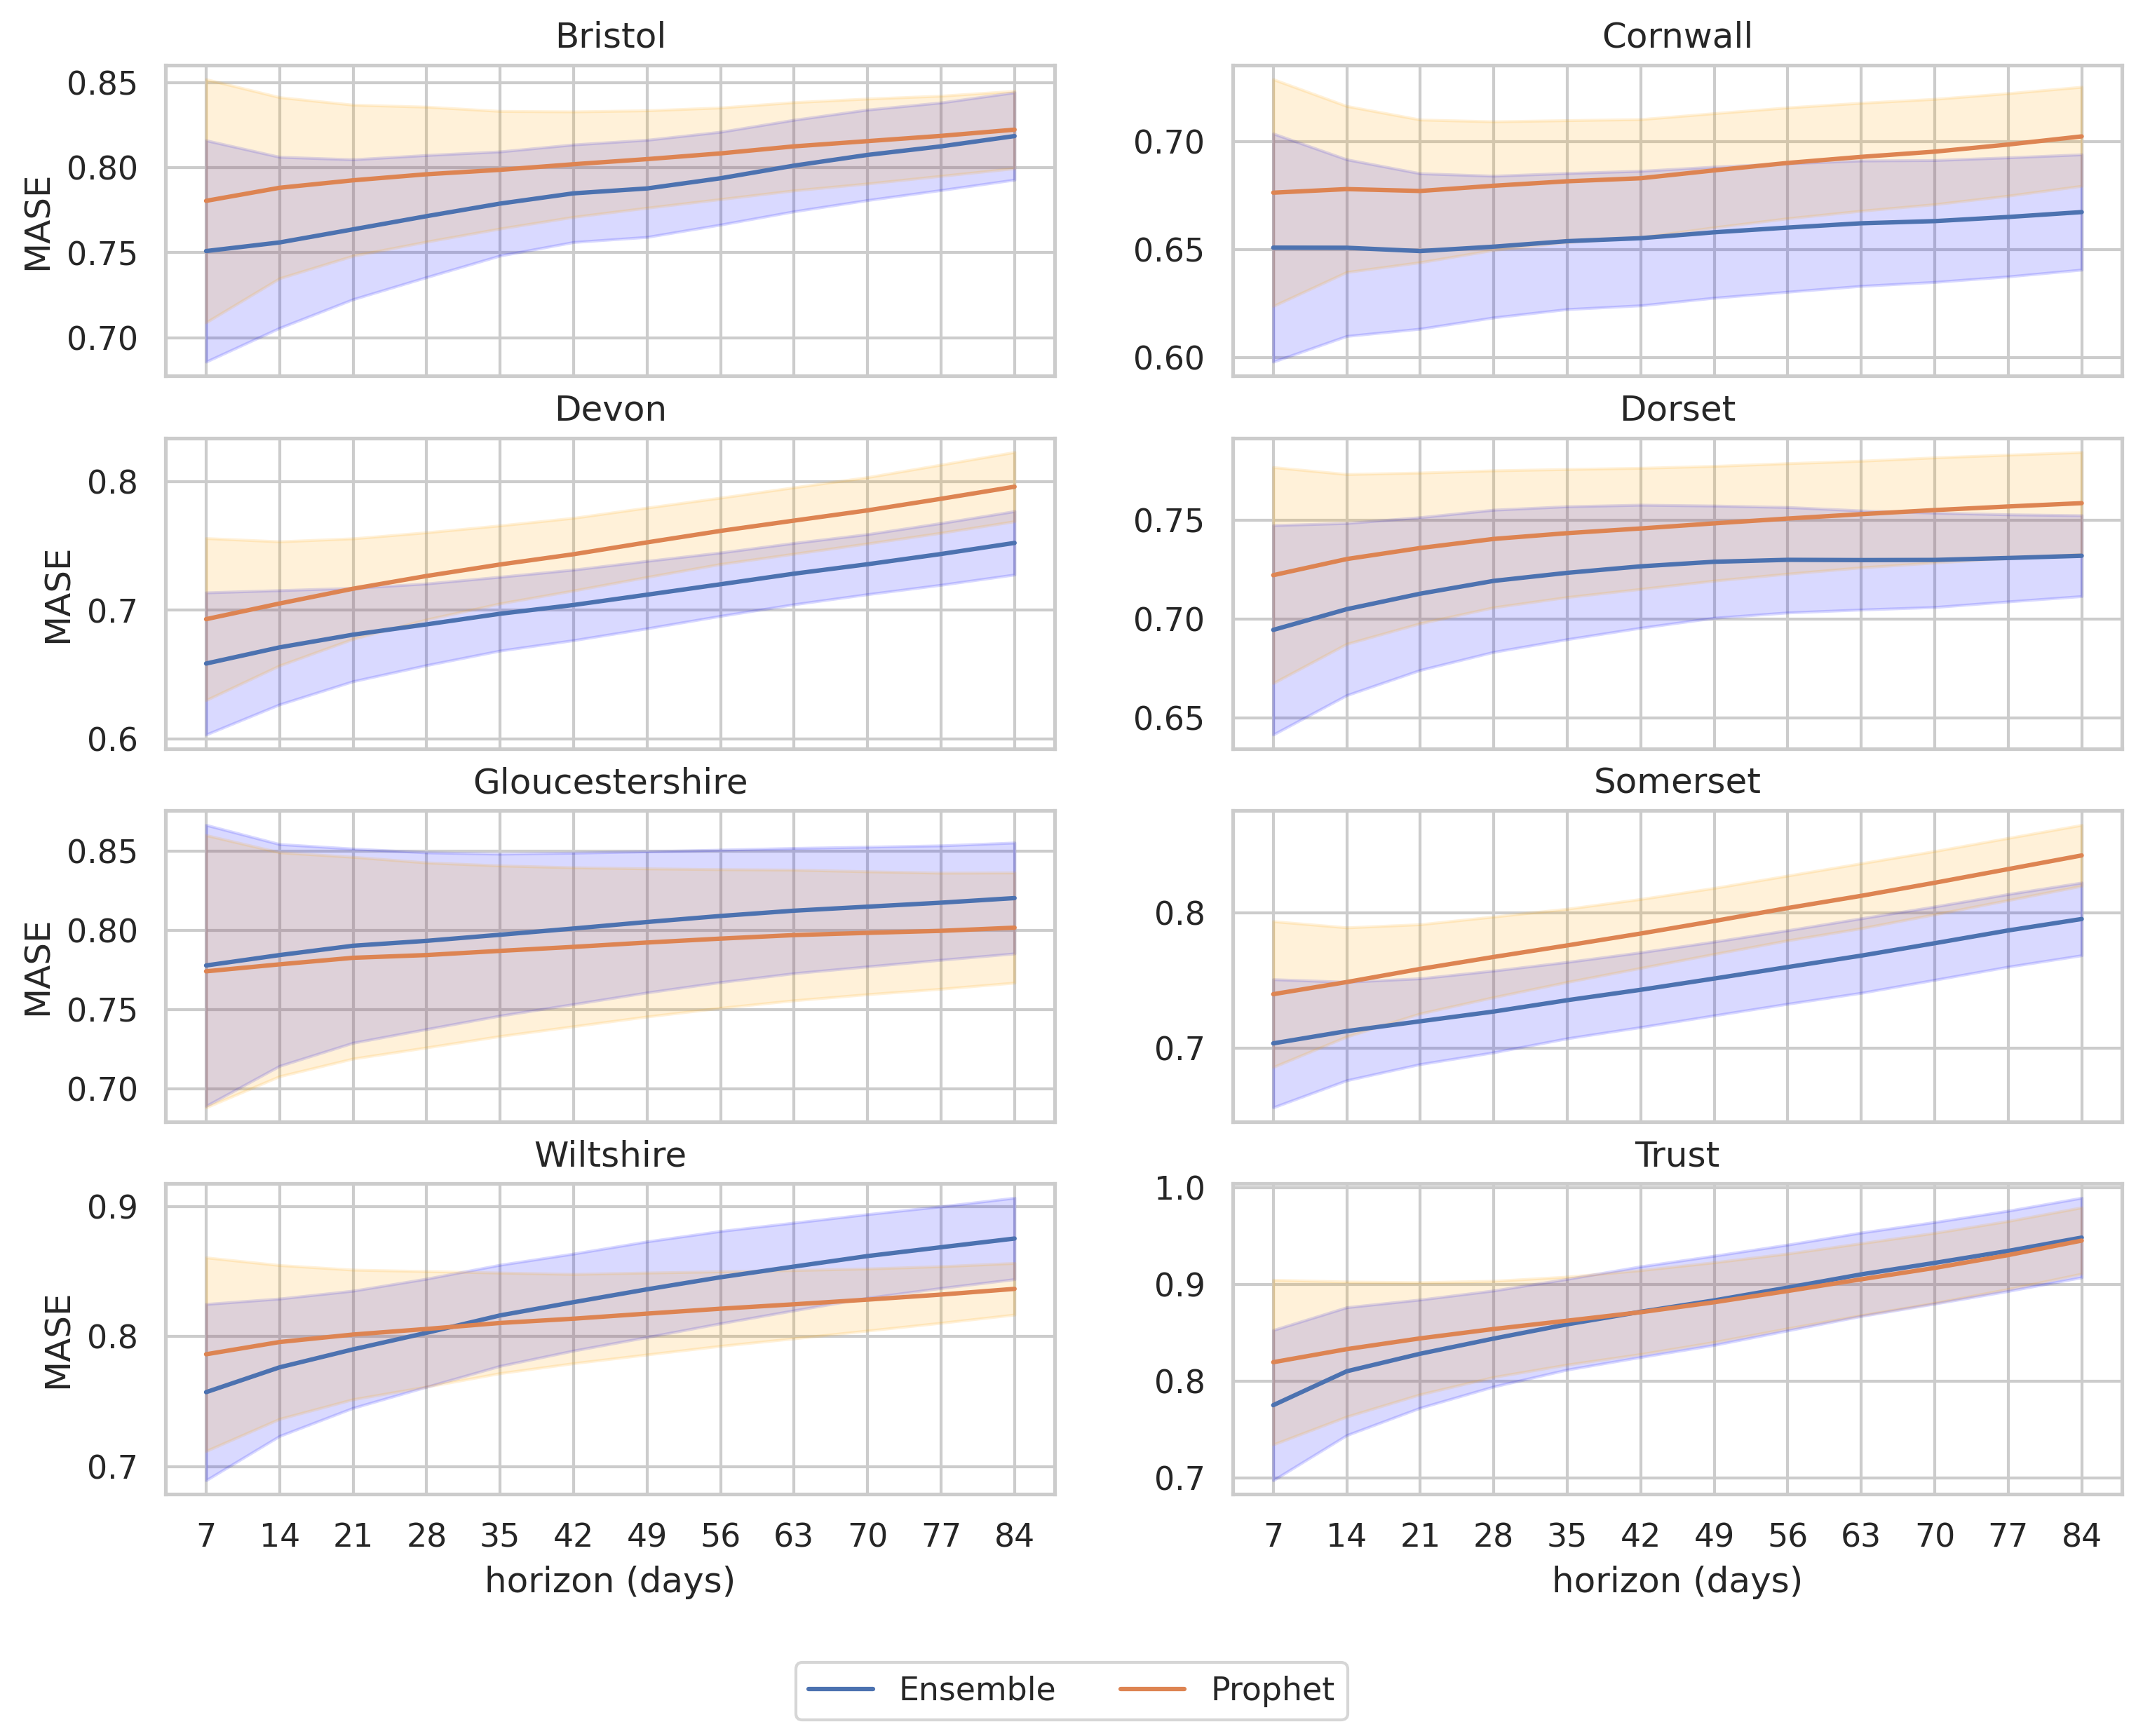 Bristol
Cornwall
0.85
0.80
0.75
0.70
MASE
0.70
0.65
0.60
Devon
Dorset
0.8
0.7
0.6
MASE
0.75
0.70
0.65
Gloucestershire
Somerset
0.85
0.80
0.75
0.70
MASE
0.8
0.7
Wiltshire
Trust
0.9
0.8
0.7
MASE
1.0
0.9
0.8
0.7
7 14 21 28 35 42 49 56 63 70 77 84
7 14 21 28 35 42 49 56 63 70 77 84
horizon (days)
horizon (days)
Ensemble Prophet